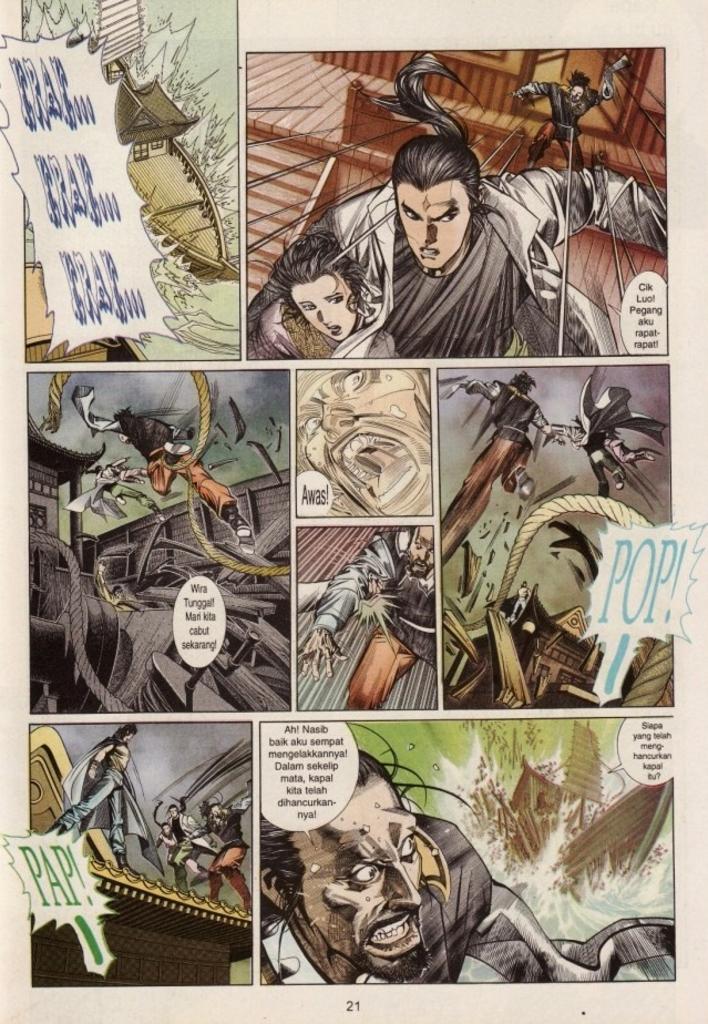 KRAK...
KRAK...
KRAK...
Cik
Luo!
Pegang
aku
rapat-
rapat!
Wira
Tunggal!
Mari kita
cabut
sekarang!
Awas!
POP!
PAP!
Ah! Nasib
baik aku sempat
mengelakkannya!
Dalam sekelip
mata, kapal
kita telah
dihancurkan-
nya!
Siapa
yang telah
meng-
hancurkan
kapal
itu?
21